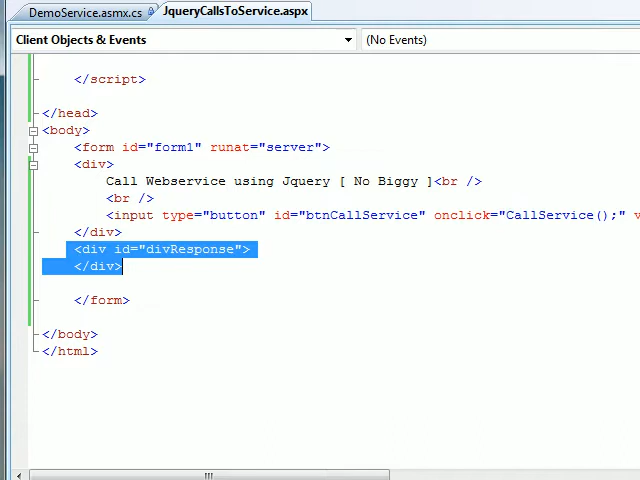 DemoService.asmx.cs
JqueryCallsToService.aspx
Client Objects & Events
(No Events)
</script>
</head>
<body>
<form id="form1" runat="server">
<div>
Call Webservice using Jquery [ No Biggy ]<br />
<br />
<input type="button" id="btnCallService" onclick="CallService();" v
</div>
<div id="divResponse">
</div>
</form>
</body>
</html>